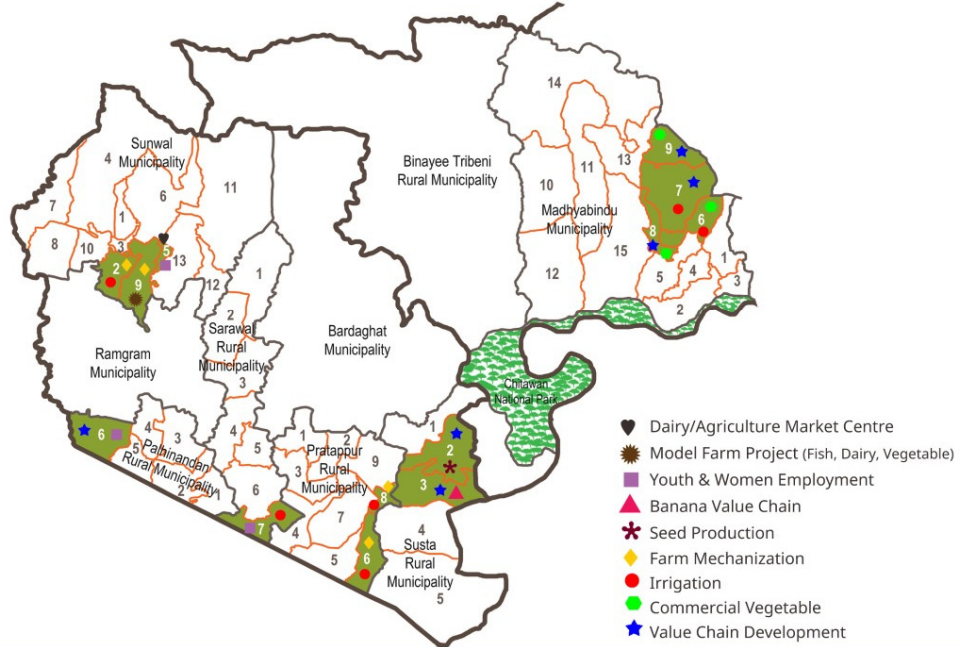 14
Sunwal
Municipality
4
9
13
Binayee Tribeni
Rural Municipality
11
6
11
10
7
7
Madhyabindu
Municipality
1
6
8
8
10
3
5
13
15
1
2
1
5
4
12
9
12
3
2
2
Sarawal
Rural
Municipality
Bardaghat
Municipality
Ramgram
Municipality
3
Chitawan
National Park
6
4
3
4
5
1
2
1
2
Palhinandan
Rural Municipality
5
2
Pratappur
Rural
Municipality
3
9
3
6
8
7
4
7
4
5
6
Susta
Rural
Municipality
5
Dairy/Agriculture Market Centre
Model Farm Project (Fish, Dairy, Vegetable)
Youth & Women Employment
Banana Value Chain
Seed Production
Farm Mechanization
Irrigation
Commercial Vegetable
Value Chain Development